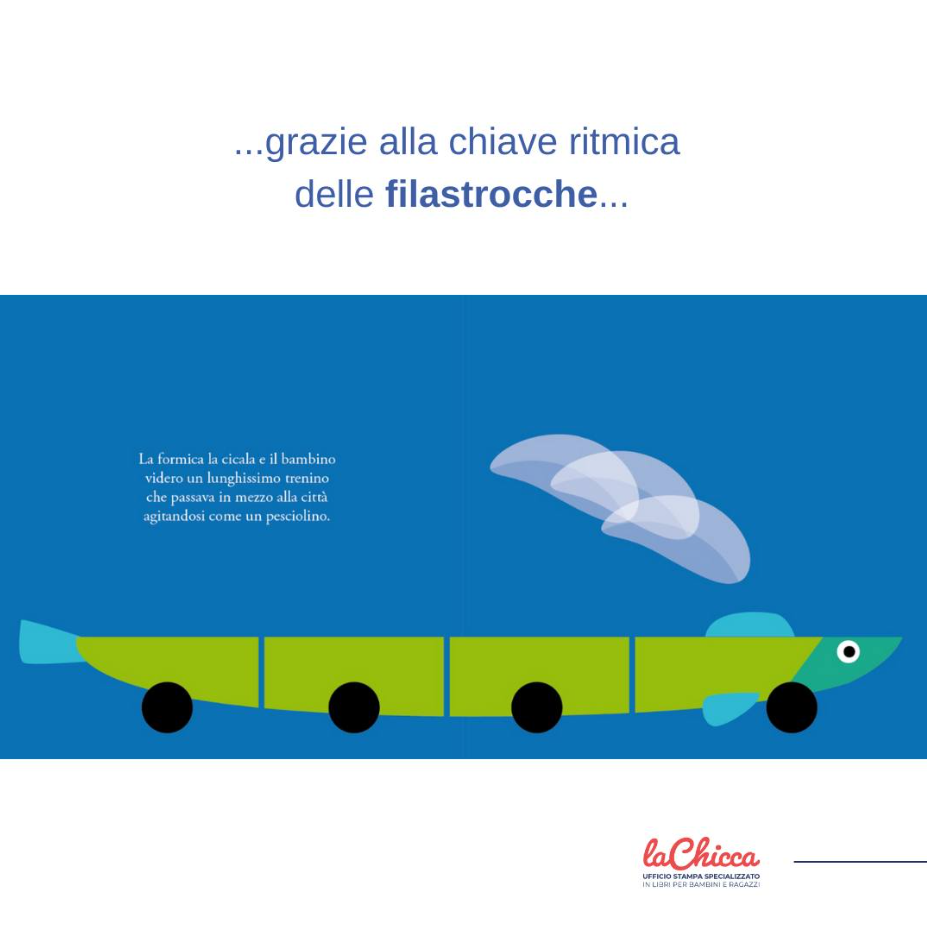 ...grazie alla chiave ritmica
delle filastrocche...
La formica la cicala e il bambino
videro un lunghissimo trenino
che passava in mezzo alla città
agitandosi come un pesciolino.
laChicca
UFFICIO STAMPA SPECIALIZZATO
IN LIBRI PER BAMBINI E RAGAZZI